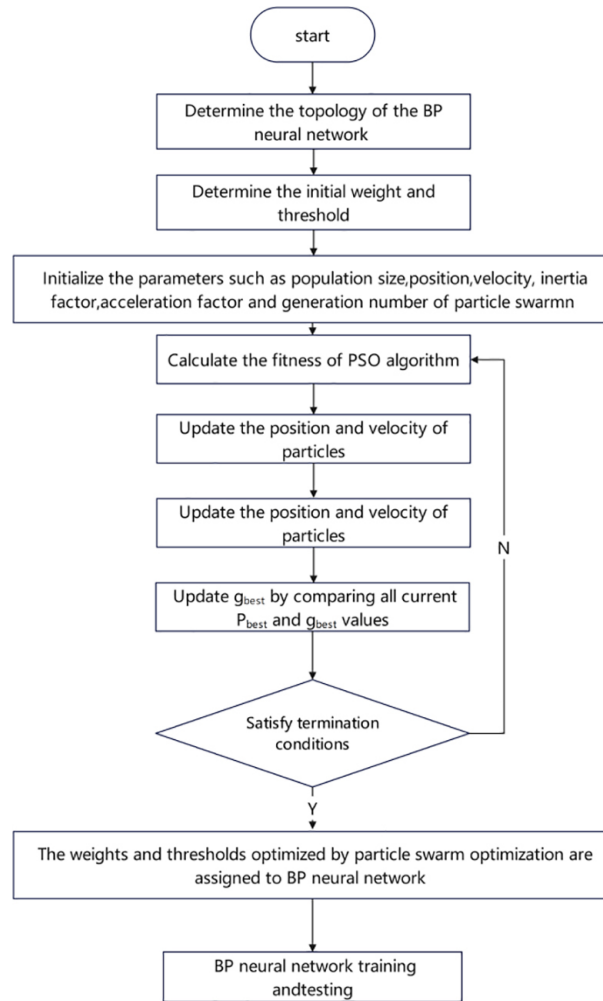 start
Determine the topology of the BP
neural network
Determine the initial weight and
threshold
Initialize the parameters such as population size,position,velocity, inertia
factor,acceleration factor and generation number of particle swarmn
Calculate the fitness of PSO algorithm
Update the position and velocity of
particles
Update the position and velocity of
particles
N
Update gbest by comparing all current
Pbest and gbest values
Satisfy termination
conditions
Y
The weights and thresholds optimized by particle swarm optimization are
assigned to BP neural network
BP neural network training
andtesting